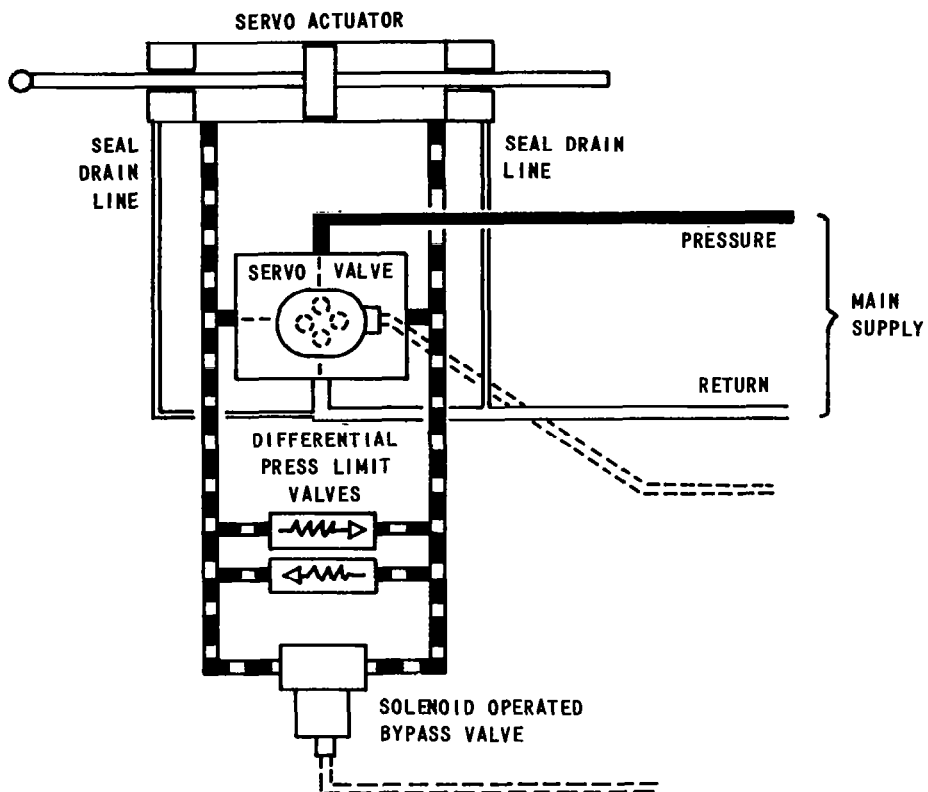 SERVO ACTUATOR
SEAL
DRAIN
LINE
SEAL DRAIN
LINE
PRESSURE
SERVO VALVE
MAIN
SUPPLY
RETURN
DIFFERENTIAL
PRESS LIMIT
VALVES
SOLENOID OPERATED
BYPASS VALVE